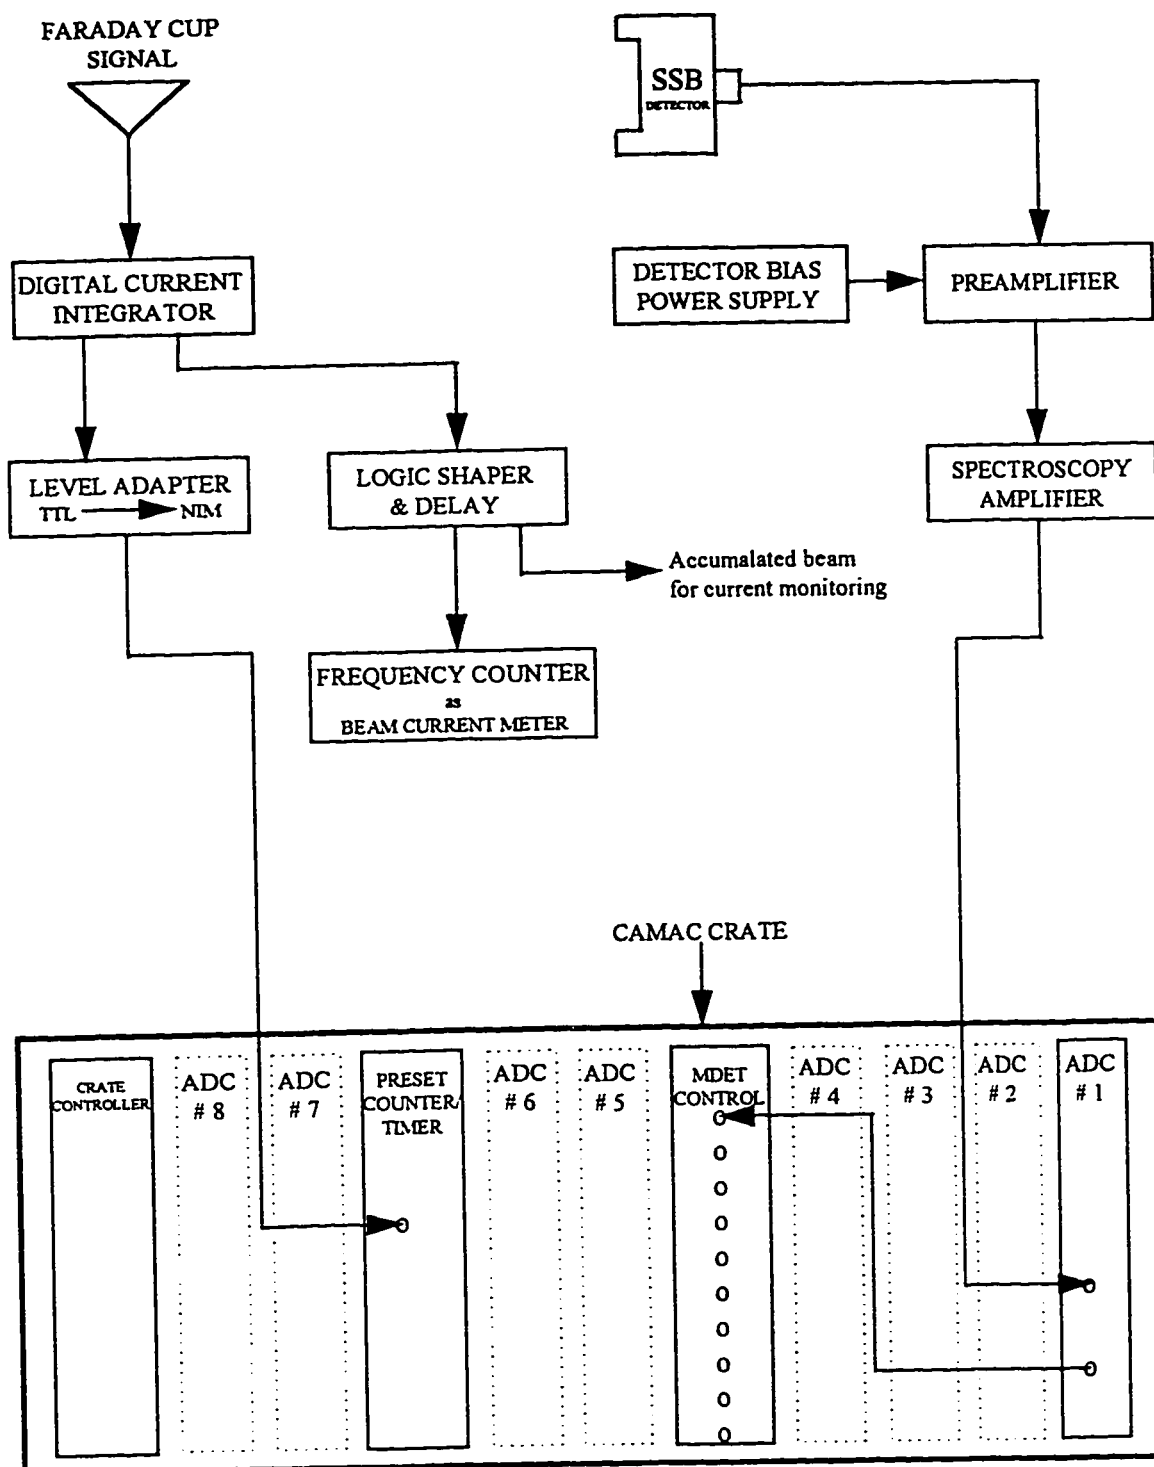 FARADAY CUP
SIGNAL
SSB
DETECTOR
DIGITAL CURRENT
INTEGRATOR
DETECTOR BIAS
POWER SUPPLY
PREAMPLIFIER
LEVEL ADAPTER
TTL NIM
LOGIC SHAPER
& DELAY
SPECTROSCOPY
AMPLIFIER
Accumalated beam
for current monitoring
FREQUENCY COUNTER
as
BEAM CURRENT METER
CAMAC CRATE
CRATE
CONTROLLER
ADC
# 8
ADC
# 7
PRESET
COUNTER/
TIMER
ADC
# 6
ADC
# 5
MDET
CONTROL
ADC
# 4
ADC
# 3
ADC
# 2
ADC
# 1